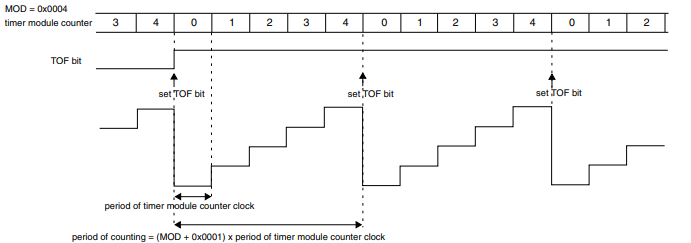 MOD = 0x0004
timer module counter 3 4 0 1 2 3 4 0 1 2 3 4 0 1 2
TOF bit
set TOF bit set TOF bit set TOF bit
period of timer module counter clock
period of counting = (MOD + 0x0001) x period of timer module counter clock